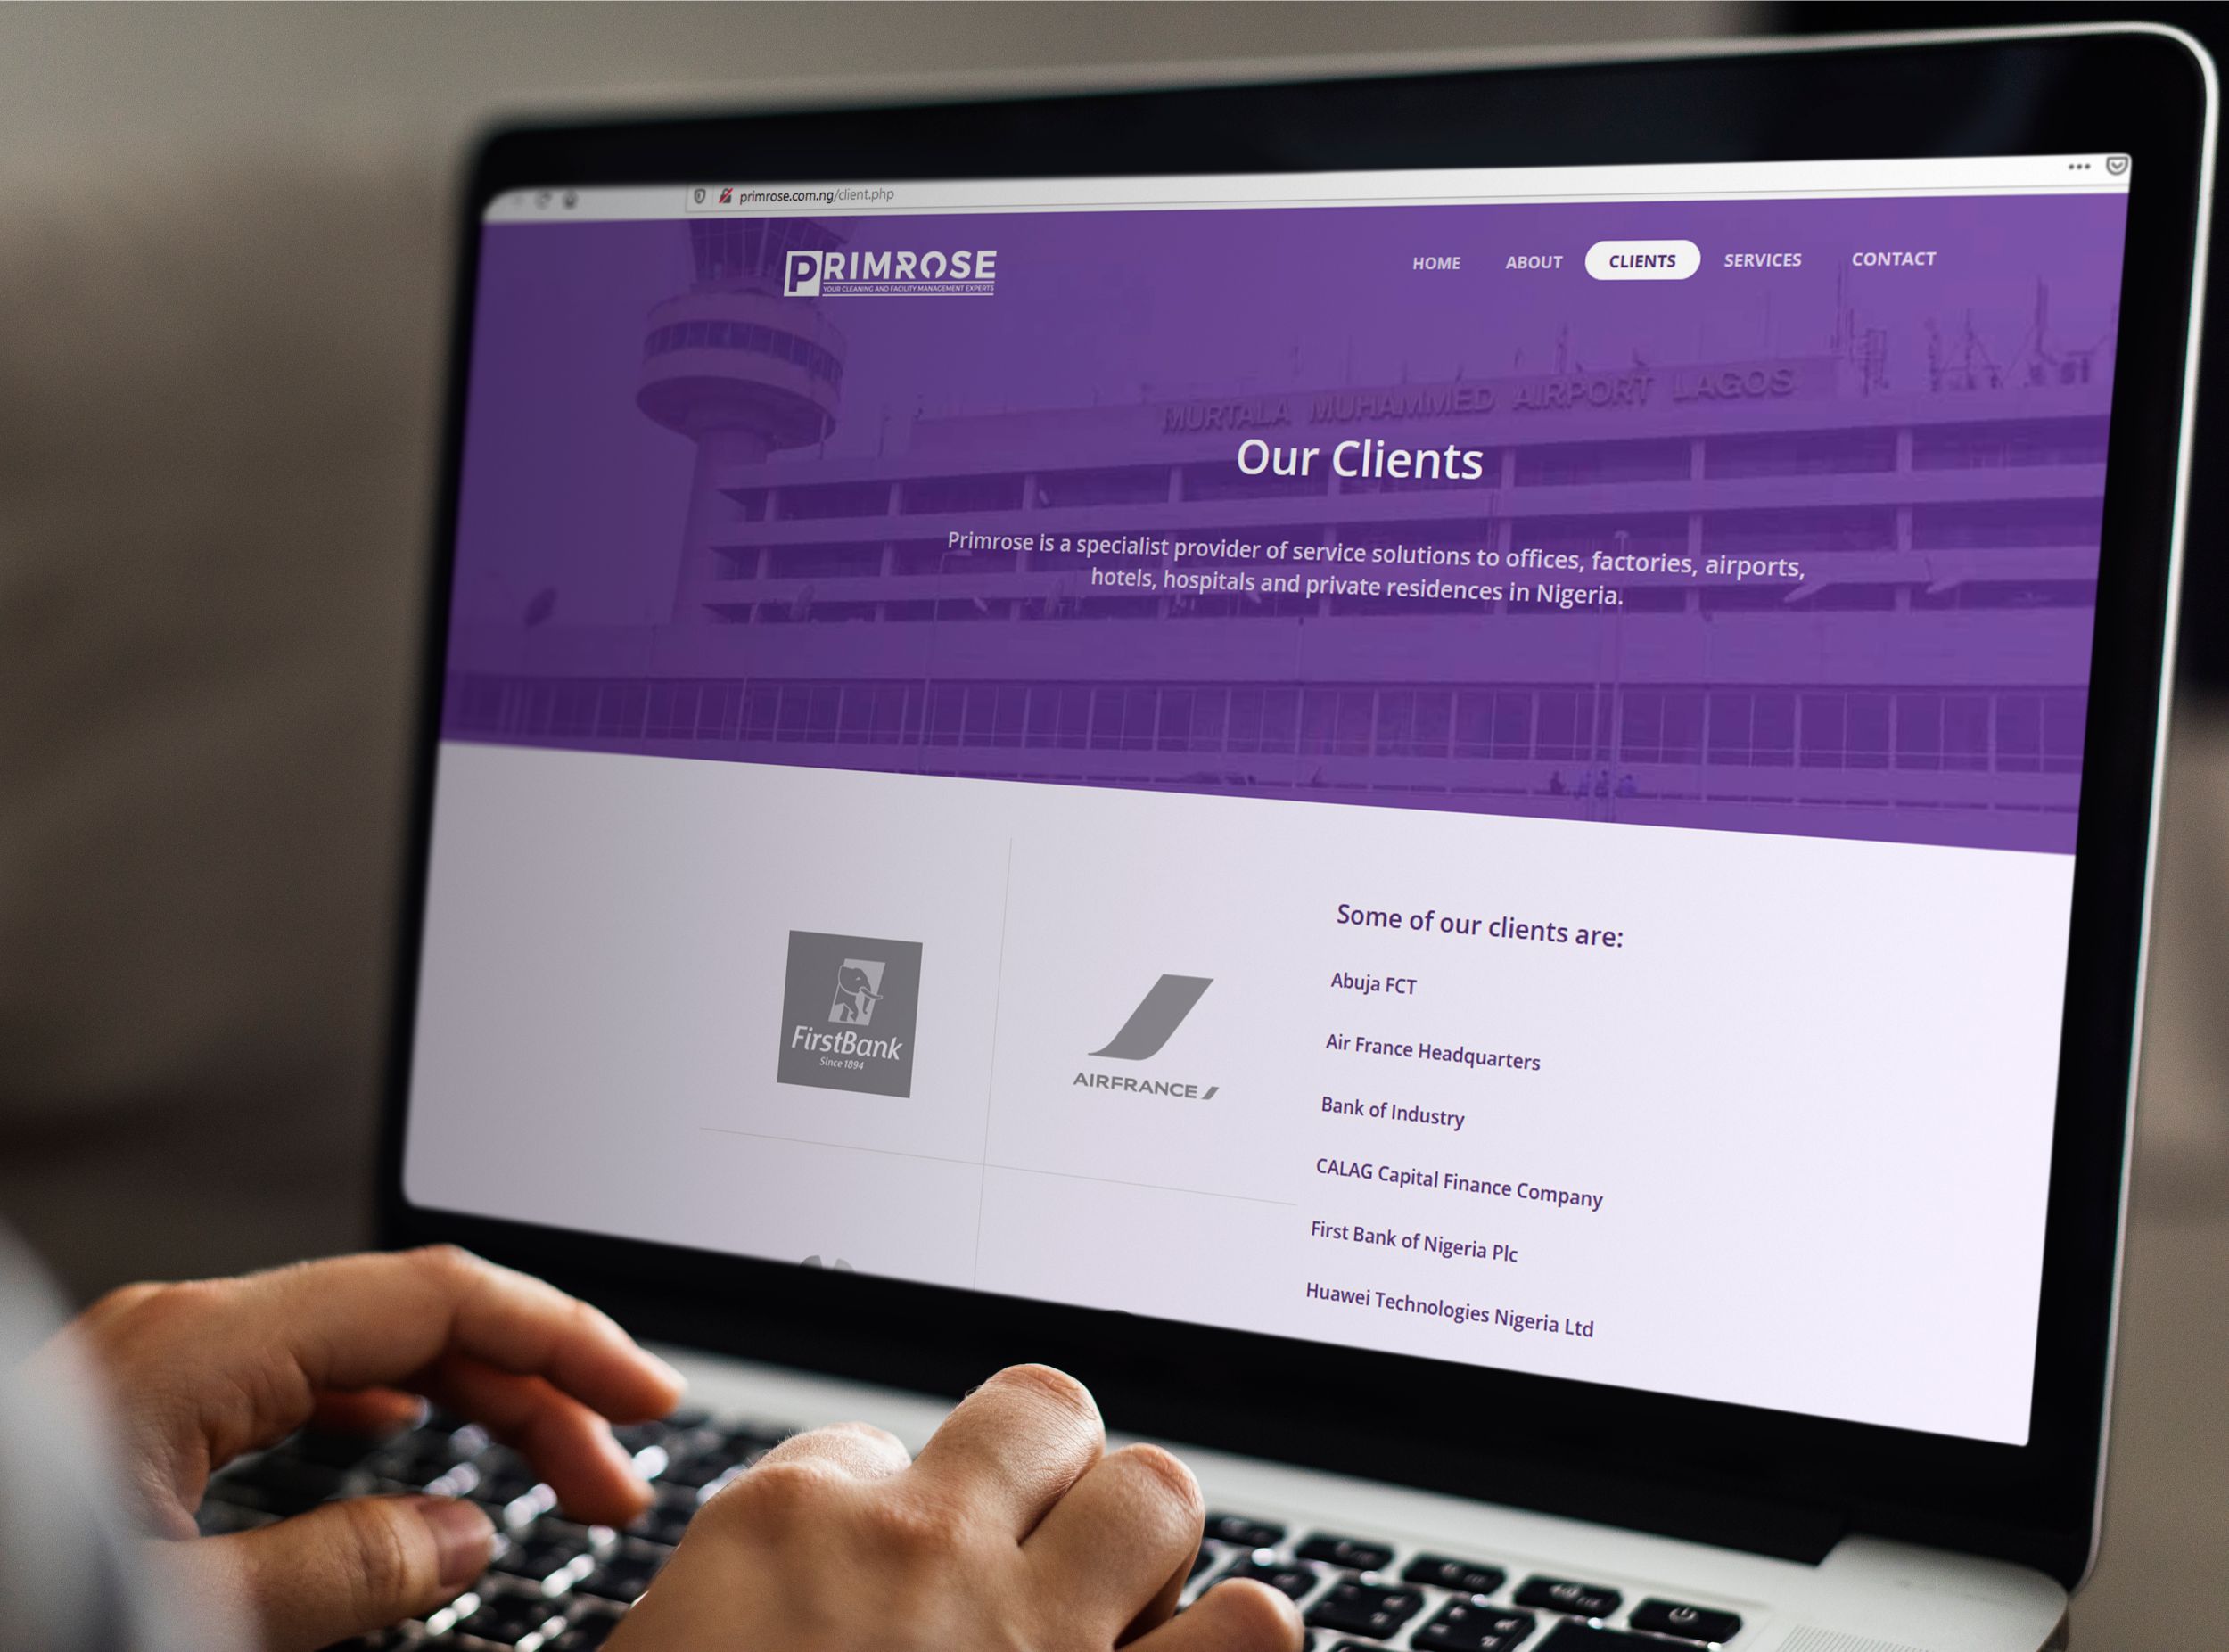 primrose.com.ng/client.php
PRIMROSE
YOUR CLEANING AND FACILITY MANAGEMENT EXPERTS
HOME ABOUT CLIENTS SERVICES CONTACT
MURTALA MUHAMMED AIRPORT LAGOS
Our Clients
Primrose is a specialist provider of service solutions to offices, factories, airports,
hotels, hospitals and private residences in Nigeria.
FirstBank
Since 1894
AIRFRANCE
Some of our clients are:
Abuja FCT
Air France Headquarters
Bank of Industry
CALAG Capital Finance Company
First Bank of Nigeria Plc
Huawei Technologies Nigeria Ltd